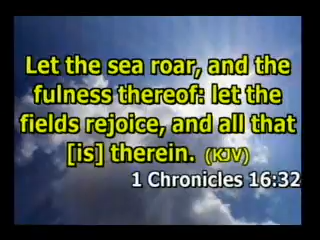 Let the sea roar, and the
fulness thereof: let the
fields rejoice, and all that
[is] therein. (KJV)
1 Chronicles 16:32